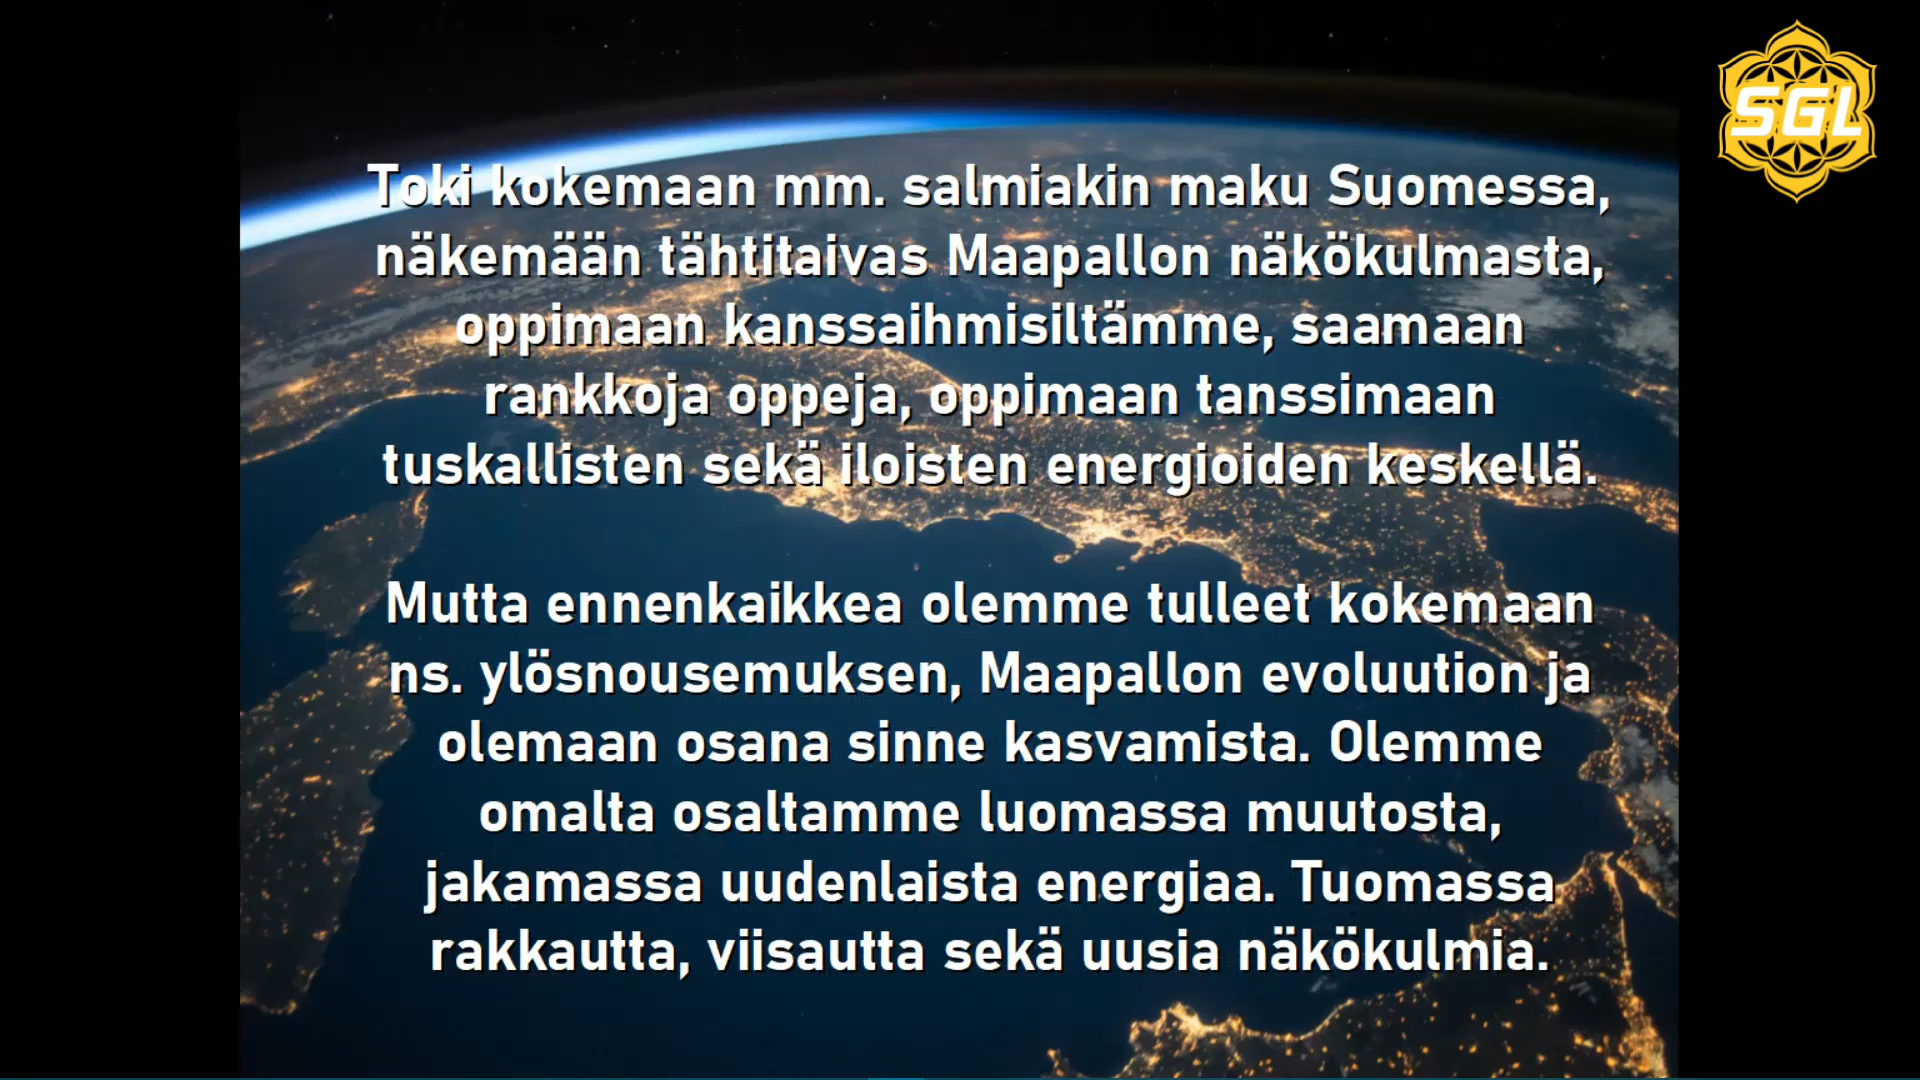 SGL
Toki kokemaan mm. salmiakin maku Suomessa,
näkemään tähtitaivas Maapallon näkökulmasta,
oppimaan kanssaihmisiltämme, saamaan
rankkoja oppeja, oppimaan tanssimaan
tuskallisten sekä iloisten energioiden keskellä.
Mutta ennenkaikkea olemme tulleet kokemaan
ns. ylösnousemuksen, Maapallon evoluution ja
olemaan osana sinne kasvamista. Olemme
omalta osaltamme luomassa muutosta,
jakamassa uudenlaista energiaa. Tuomassa
rakkautta, viisautta sekä uusia näkökulmia.